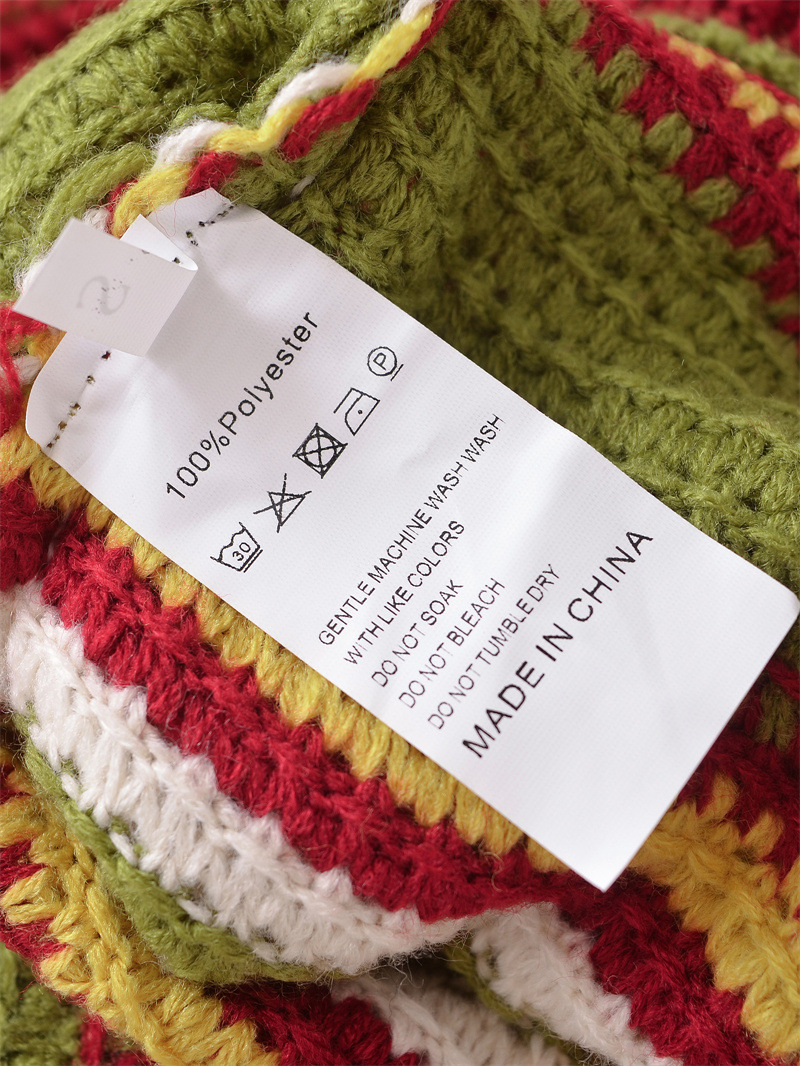 S
100%Polyester
30 P
GENTLE MACHINE WASH WASH
WITH LIKE COLORS
DO NOT SOAK
DO NOT BLEACH
DO NOT TUMBLE DRY
MADE IN CHINA